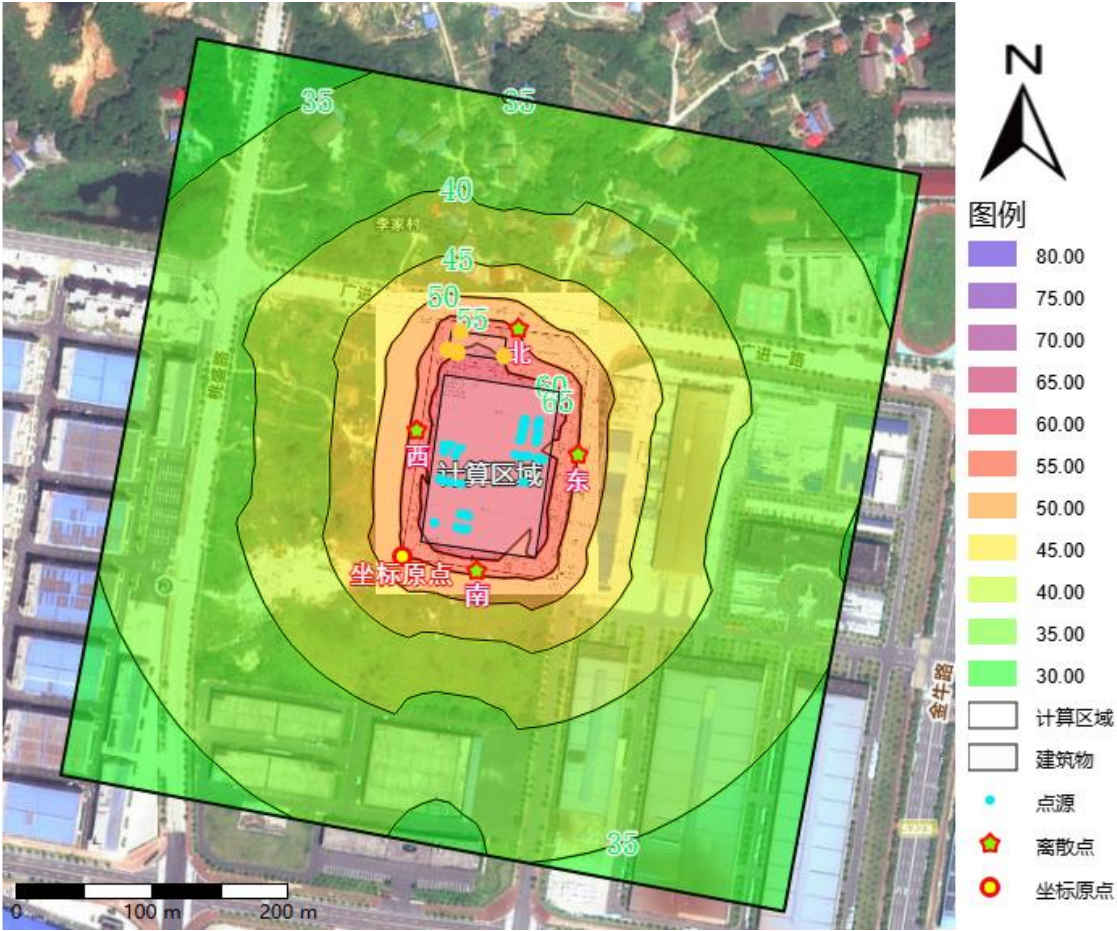 35
35
40
李家村
45
50
广进
55
北
广进一路
60
65
西
计算区域
东
坐标原点
南
35
金牛路
S223
0
100 m
200 m
N
图例
80.00
75.00
70.00
65.00
60.00
55.00
50.00
45.00
40.00
35.00
30.00
计算区域
建筑物
点源
离散点
坐标原点